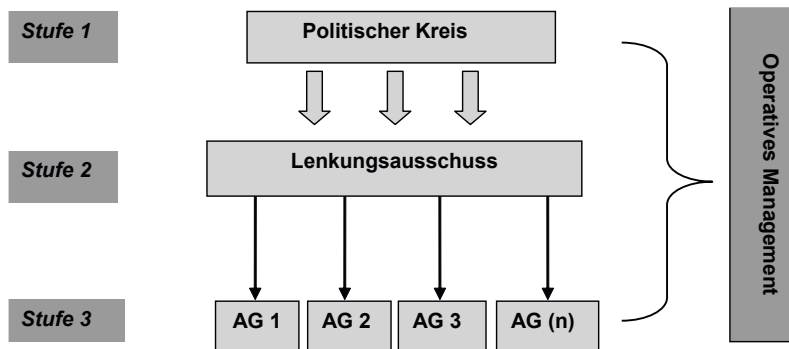 Stufe 1
Politischer Kreis
Operatives Management
Stufe 2
Lenkungsausschuss
Stufe 3
AG 1
AG 2
AG 3
AG (n)